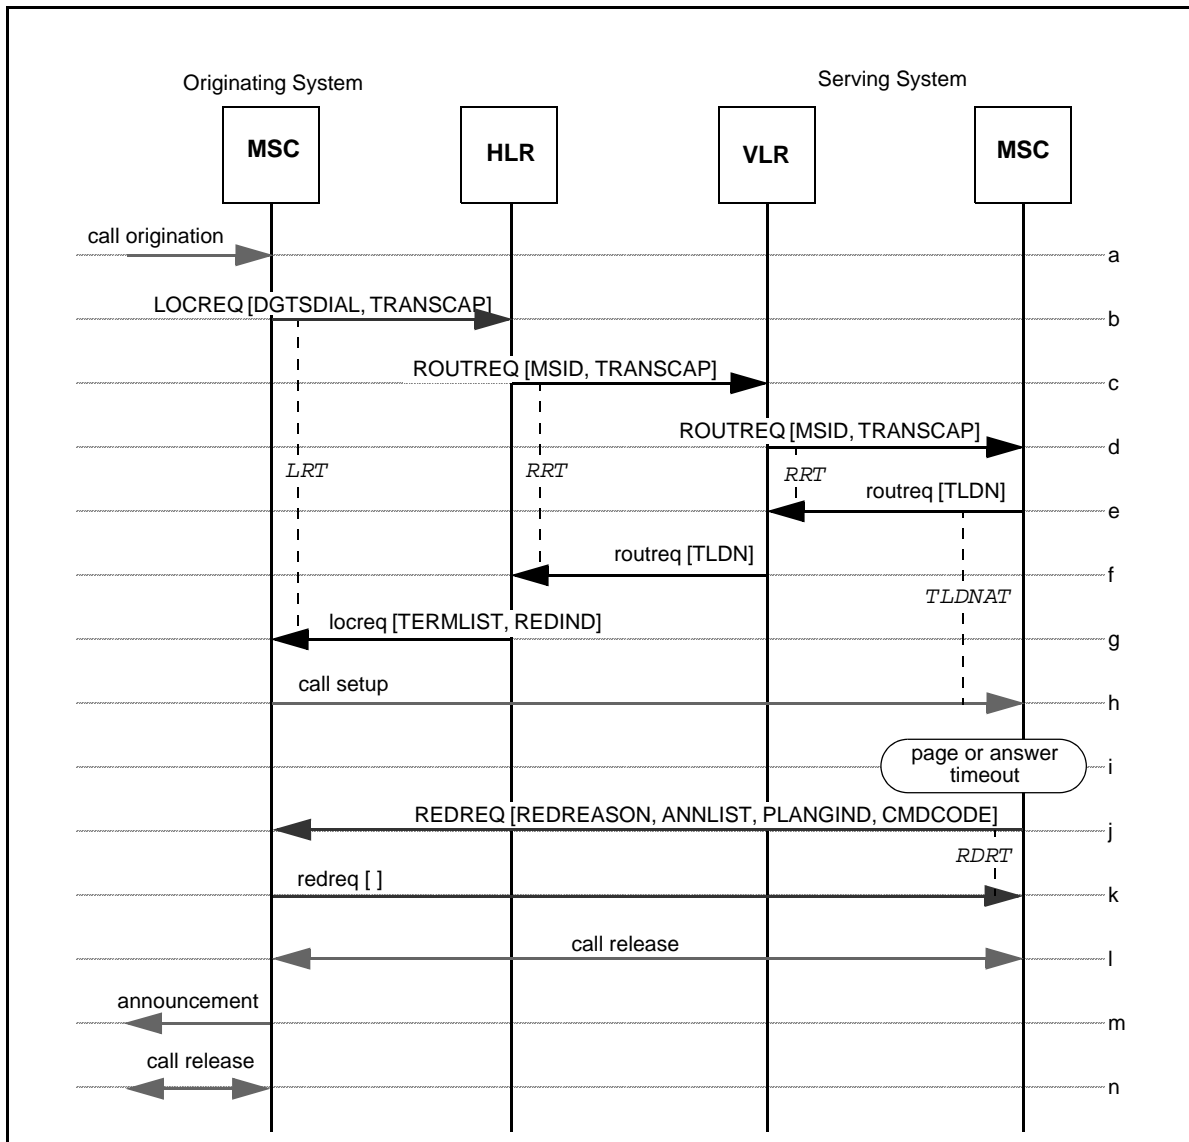 Originating System
Serving System
MSC
HLR
VLR
MSC
call origination
a
LOCREQ [DGTSDIAL, TRANSCAP]
b
ROUTREQ [MSID, TRANSCAP]
c
ROUTREQ [MSID, TRANSCAP]
d
LRT
RRT
RRT
routreq [TLDN]
e
routreq [TLDN]
f
TLDNAT
locreq [TERMLIST, REDIND]
g
call setup
h
page or answer
timeout
i
REDREQ [REDREASON, ANNLIST, PLANGIND, CMDCODE]
j
RDRT
redreq [ ]
k
call release
l
announcement
m
call release
n